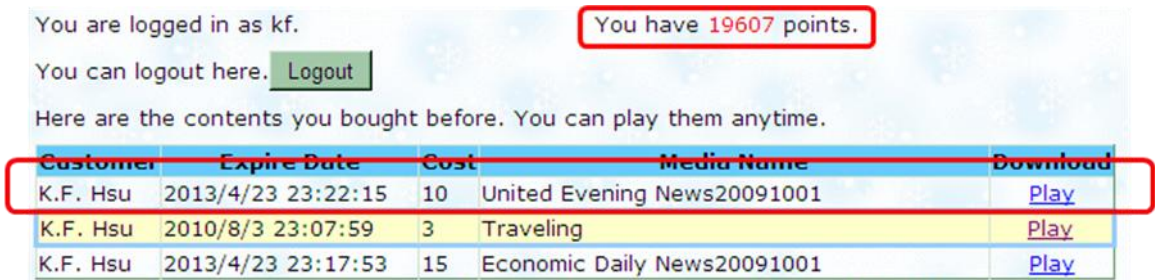 You are logged in as kf. You have 19607 points.
You can logout here. Logout
Here are the contents you bought before. You can play them anytime.
Customer Expire Date Cost Media Name Download
K.F. Hsu 2013/4/23 23:22:15 10 United Evening News20091001 Play
K.F. Hsu 2010/8/3 23:07:59 3 Traveling Play
K.F. Hsu 2013/4/23 23:17:53 15 Economic Daily News20091001 Play